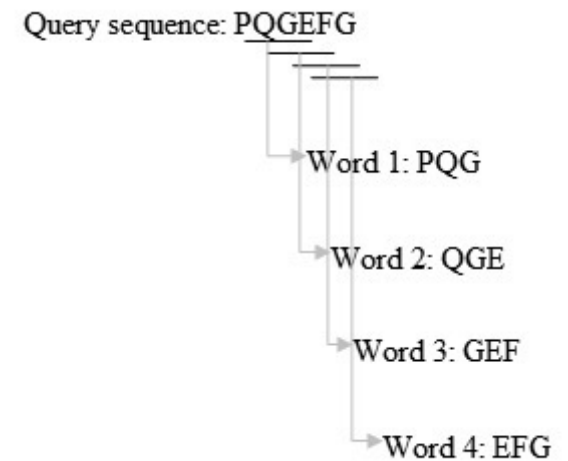 Query sequence: PQGEFG
Word 1: PQG
Word 2: QGE
Word 3: GEF
Word 4: EFG